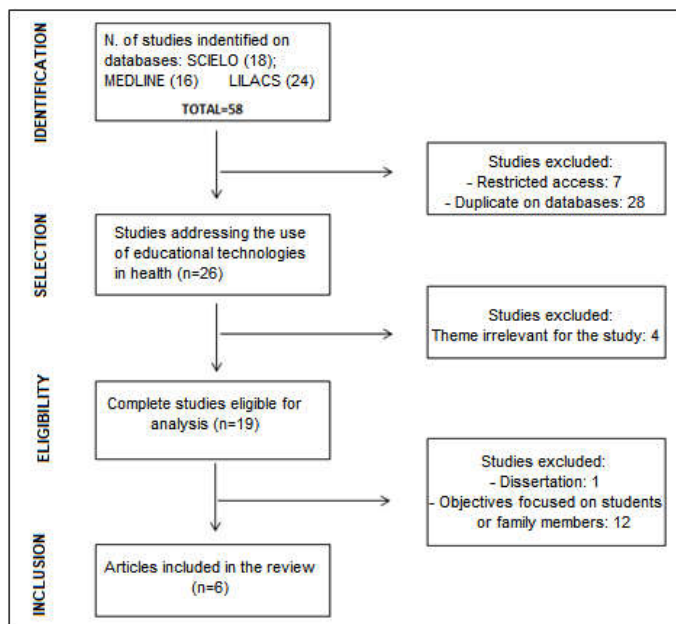 IDENTIFICATION
N. of studies indentified on
databases: SCIELO (18);
MEDLINE (16) LILACS (24)
TOTAL=58
Studies excluded:
- Restricted access: 7
- Duplicate on databases: 28
SELECTION
Studies addressing the use
of educational technologies
in health (n=26)
Studies excluded:
Theme irrelevant for the study: 4
ELIGIBILITY
Complete studies eligible for
analysis (n=19)
Studies excluded:
- Dissertation: 1
- Objectives focused on students
or family members: 12
INCLUSION
Articles included in the review
(n=6)